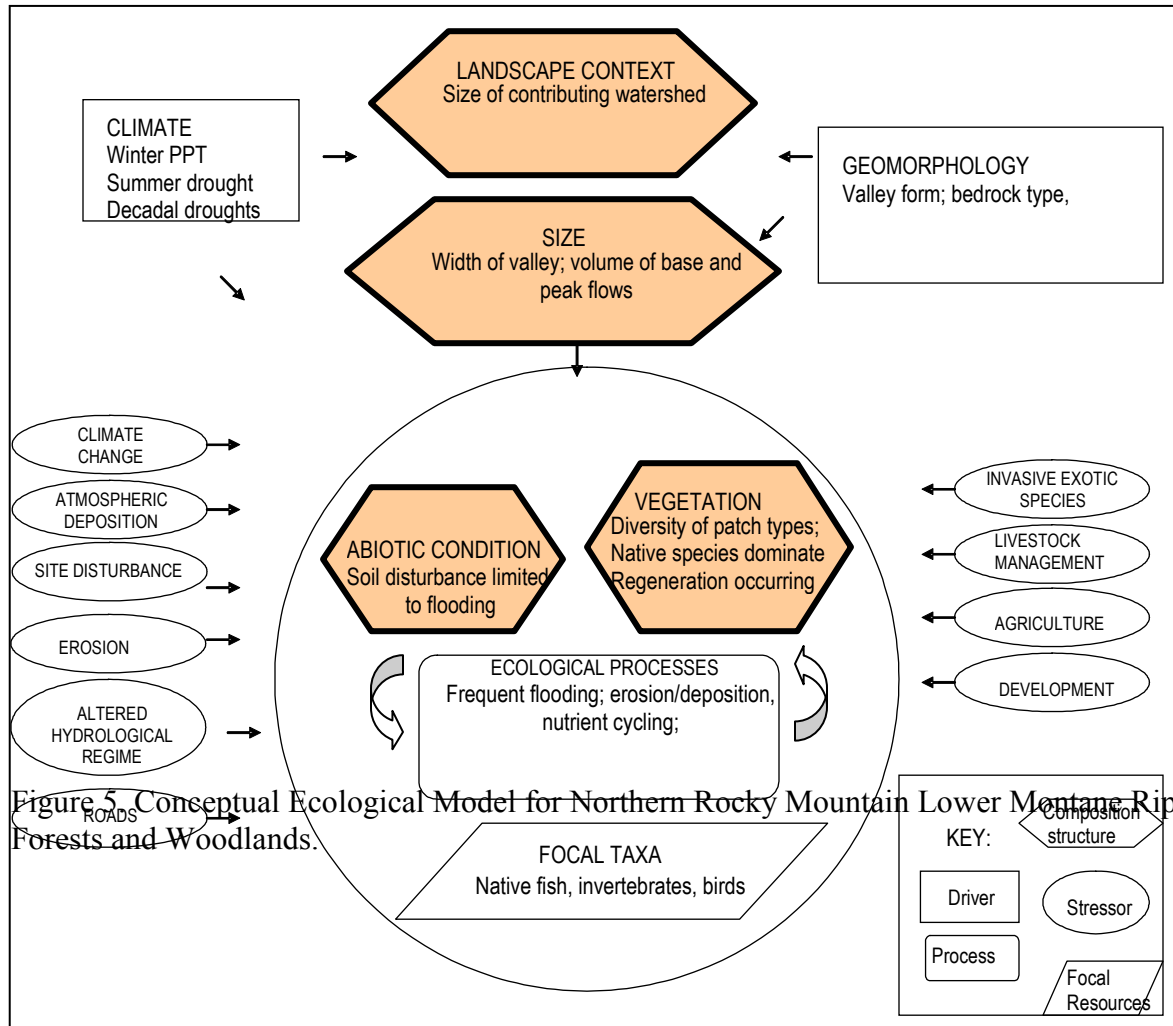 LANDSCAPE CONTEXT
Size of contributing watershed
CLIMATE
Winter PPT
Summer drought
Decadal droughts
GEOMORPHOLOGY
Valley form; bedrock type,
SIZE
Width of valley; volume of base and
peak flows
CLIMATE
CHANGE
ATMOSPHERIC
DEPOSITION
SITE DISTURBANCE
EROSION
ALTERED
HYDROLOGICAL
REGIME
ROADS
ABIOTIC CONDITION
Soil disturbance limited
to flooding
VEGETATION
Diversity of patch types;
Native species dominate
Regeneration occurring
INVASIVE EXOTIC
SPECIES
LIVESTOCK
MANAGEMENT
AGRICULTURE
DEVELOPMENT
ECOLOGICAL PROCESSES
Frequent flooding; erosion/deposition,
nutrient cycling;
Figure 5. Conceptual Ecological Model for Northern Rocky Mountain Lower Montane Rip
Forests and Woodlands.
FOCAL TAXA
Native fish, invertebrates, birds
KEY:
Composition
structure
Driver
Stressor
Process
Focal
Resources